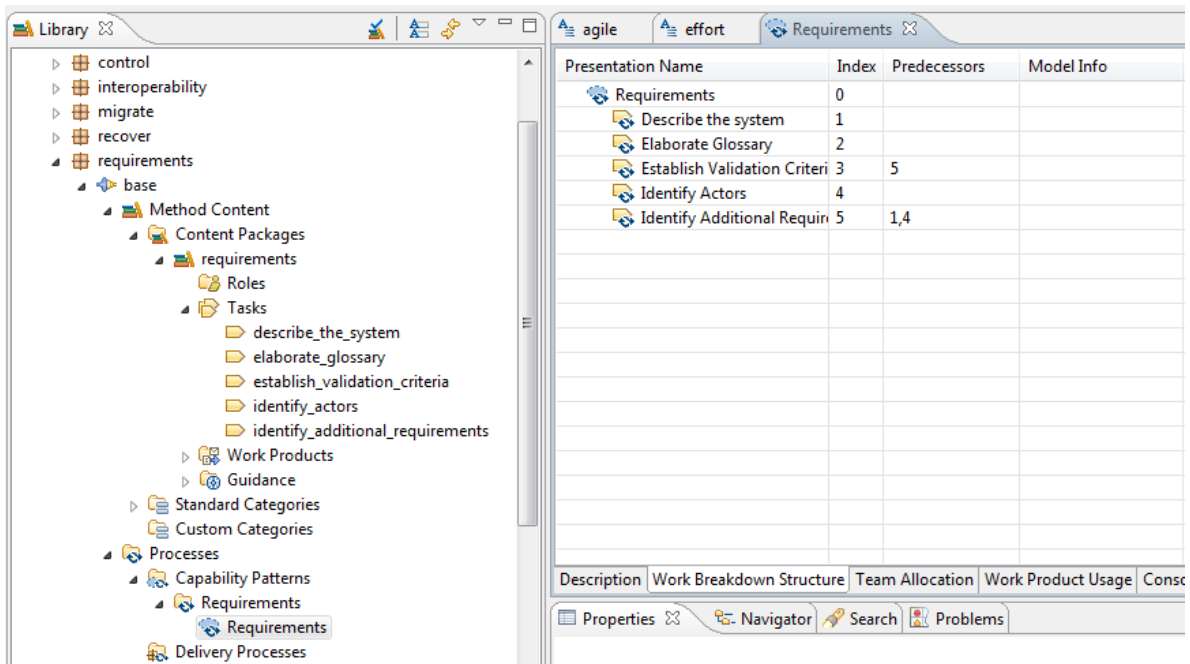 Library
control
interoperability
migrate
recover
requirements
base
Method Content
Content Packages
requirements
Roles
Tasks
describe_the_system
elaborate_glossary
establish_validation_criteria
identify_actors
identify_additional_requirements
Work Products
Guidance
Standard Categories
Custom Categories
Processes
Capability Patterns
Requirements
Requirements
Delivery Processes
agile effort Requirements
Presentation Name Index Predecessors Model Info
Requirements 0
Describe the system 1
Elaborate Glossary 2
Establish Validation Criteri 3 5
Identify Actors 4
Identify Additional Require 5 1,4
Description Work Breakdown Structure Team Allocation Work Product Usage Conso
Properties Navigator Search Problems